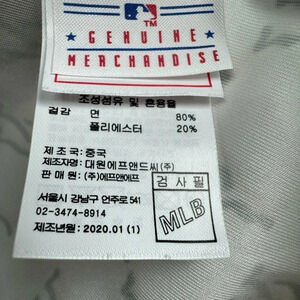 TM
GENUINE
MERCHANDISE
조성섬유 및 혼용율
겉감 면 80%
폴리에스터 20%
제조국: 중국
제조자명: 대원에프앤드씨(주)
판매원: (주)에프앤에프
서울시 강남구 언주로 541
02-3474-8914
제조년월: 2020.01 (1)
검사필
MLB